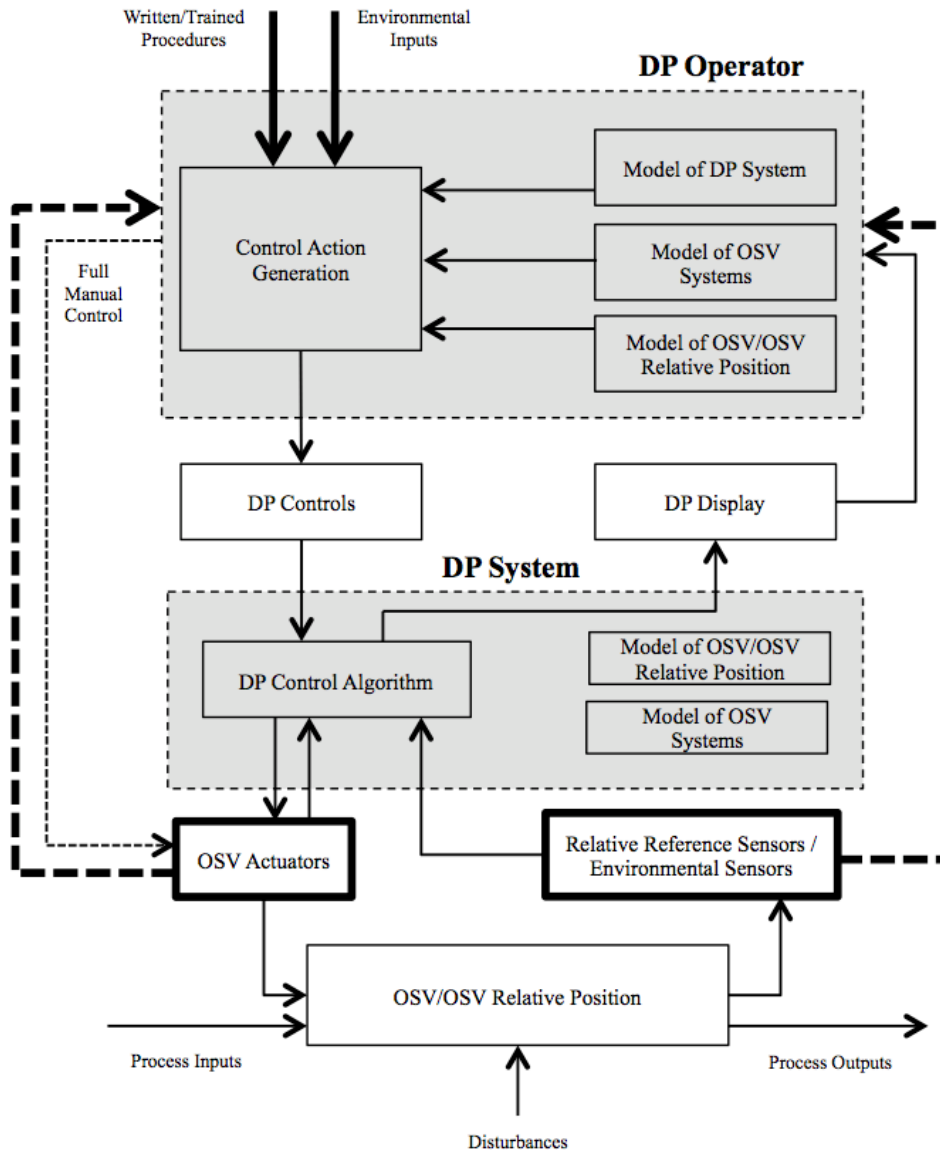 Written/Trained
Procedures
Environmental
Inputs
DP Operator
Control Action
Generation
Model of DP System
Model of OSV
Systems
Model of OSV/OSV
Relative Position
Full
Manual
Control
DP Controls
DP Display
DP System
DP Control Algorithm
Model of OSV/OSV
Relative Position
Model of OSV
Systems
OSV Actuators
Relative Reference Sensors /
Environmental Sensors
OSV/OSV Relative Position
Process Inputs
Process Outputs
Disturbances